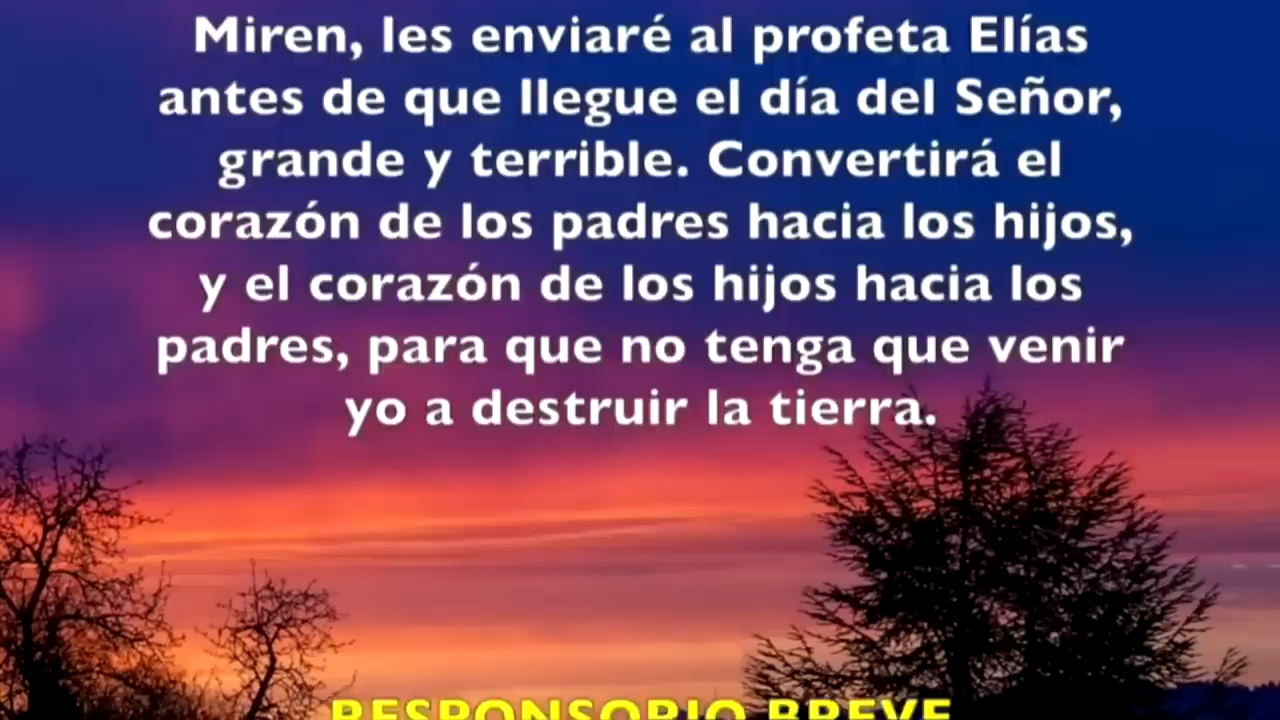 Miren, les enviaré al profeta Elías
antes de que llegue el día del Señor,
grande y terrible. Convertirá el
corazón de los padres hacia los hijos,
y el corazón de los hijos hacia los
padres, para que no tenga que venir
yo a destruir la tierra.
RESPONSORIO BREVE